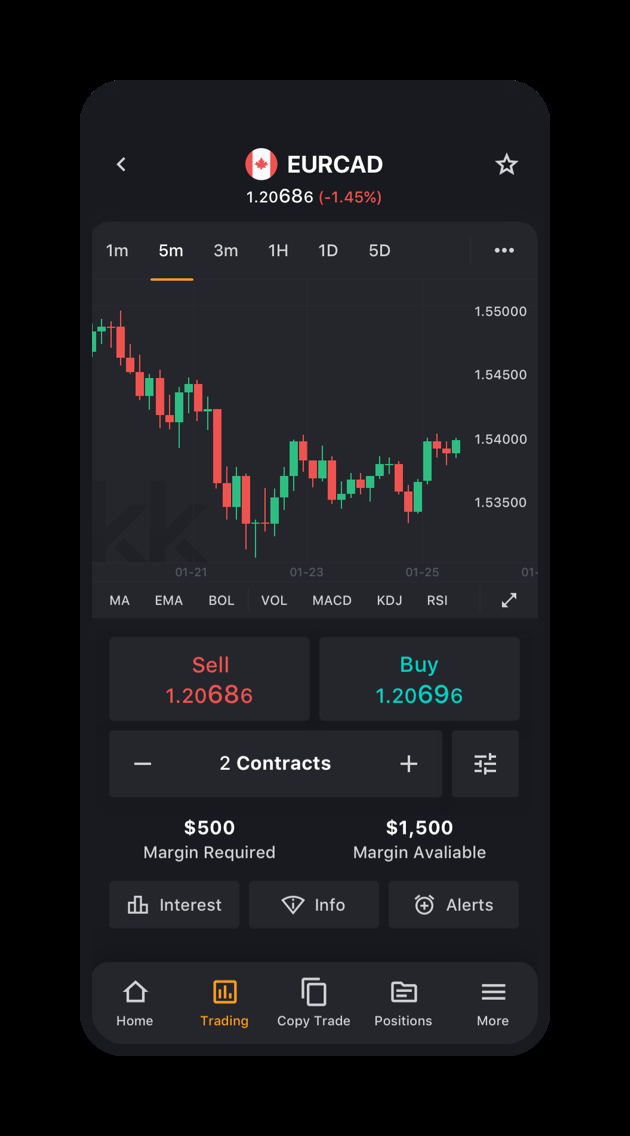 EURCAD
1.20686 (-1.45%)
1m 5m 3m 1H 1D 5D
1.55000
1.54500
1.54000
1.53500
kk
01-21 01-23 01-25 01-
MA EMA BOL VOL MACD KDJ RSI
Sell Buy
1.20686 1.20696
2 Contracts
$500 $1,500
Margin Required Margin Avaliable
Interest Info Alerts
Home Trading Copy Trade Positions More